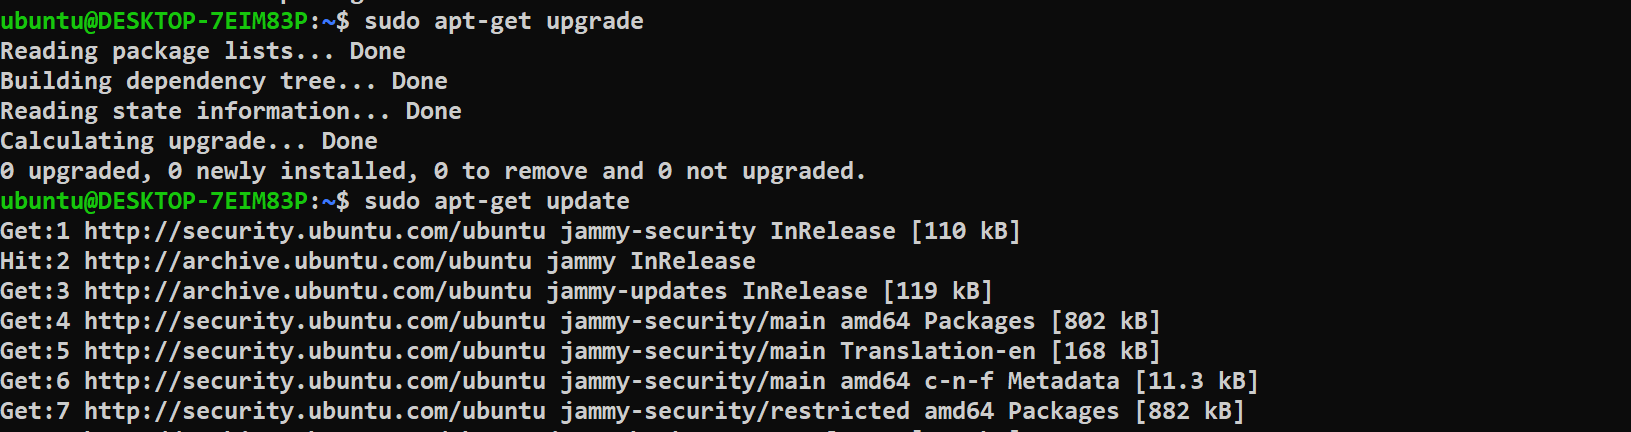 ubuntu@DESKTOP-7EIM83P:~$ sudo apt-get upgrade
Reading package lists... Done
Building dependency tree... Done
Reading state information... Done
Calculating upgrade... Done
0 upgraded, 0 newly installed, 0 to remove and 0 not upgraded.
ubuntu@DESKTOP-7EIM83P:~$ sudo apt-get update
Get:1 http://security.ubuntu.com/ubuntu jammy-security InRelease [110 kB]
Hit:2 http://archive.ubuntu.com/ubuntu jammy InRelease
Get:3 http://archive.ubuntu.com/ubuntu jammy-updates InRelease [119 kB]
Get:4 http://security.ubuntu.com/ubuntu jammy-security/main amd64 Packages [802 kB]
Get:5 http://security.ubuntu.com/ubuntu jammy-security/main Translation-en [168 kB]
Get:6 http://security.ubuntu.com/ubuntu jammy-security/main amd64 c-n-f Metadata [11.3 kB]
Get:7 http://security.ubuntu.com/ubuntu jammy-security/restricted amd64 Packages [882 kB]